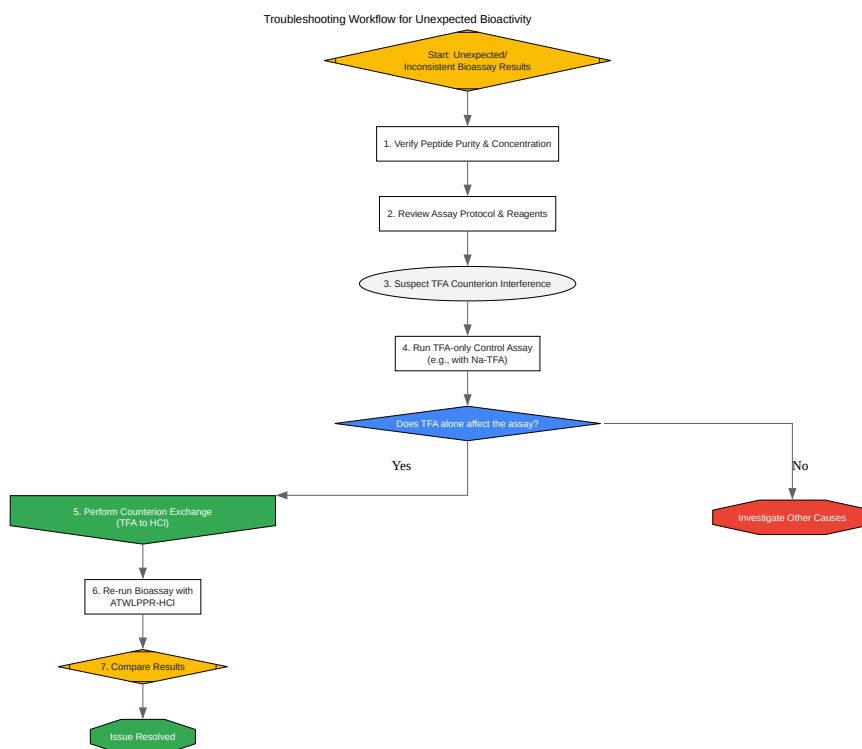 Troubleshooting Workflow for Unexpected Bioactivity
Start: Unexpected/
Inconsistent Bioassay Results
1. Verify Peptide Purity & Concentration
2. Review Assay Protocol & Reagents
3. Suspect TFA Counterion Interference
4. Run TFA-only Control Assay
(e.g., with Na-TFA)
Does TFA alone affect the assay?
Yes
No
5. Perform Counterion Exchange
(TFA to HCl)
Investigate Other Causes
6. Re-run Bioassay with
ATWLPPR-HCl
7. Compare Results
Issue Resolved